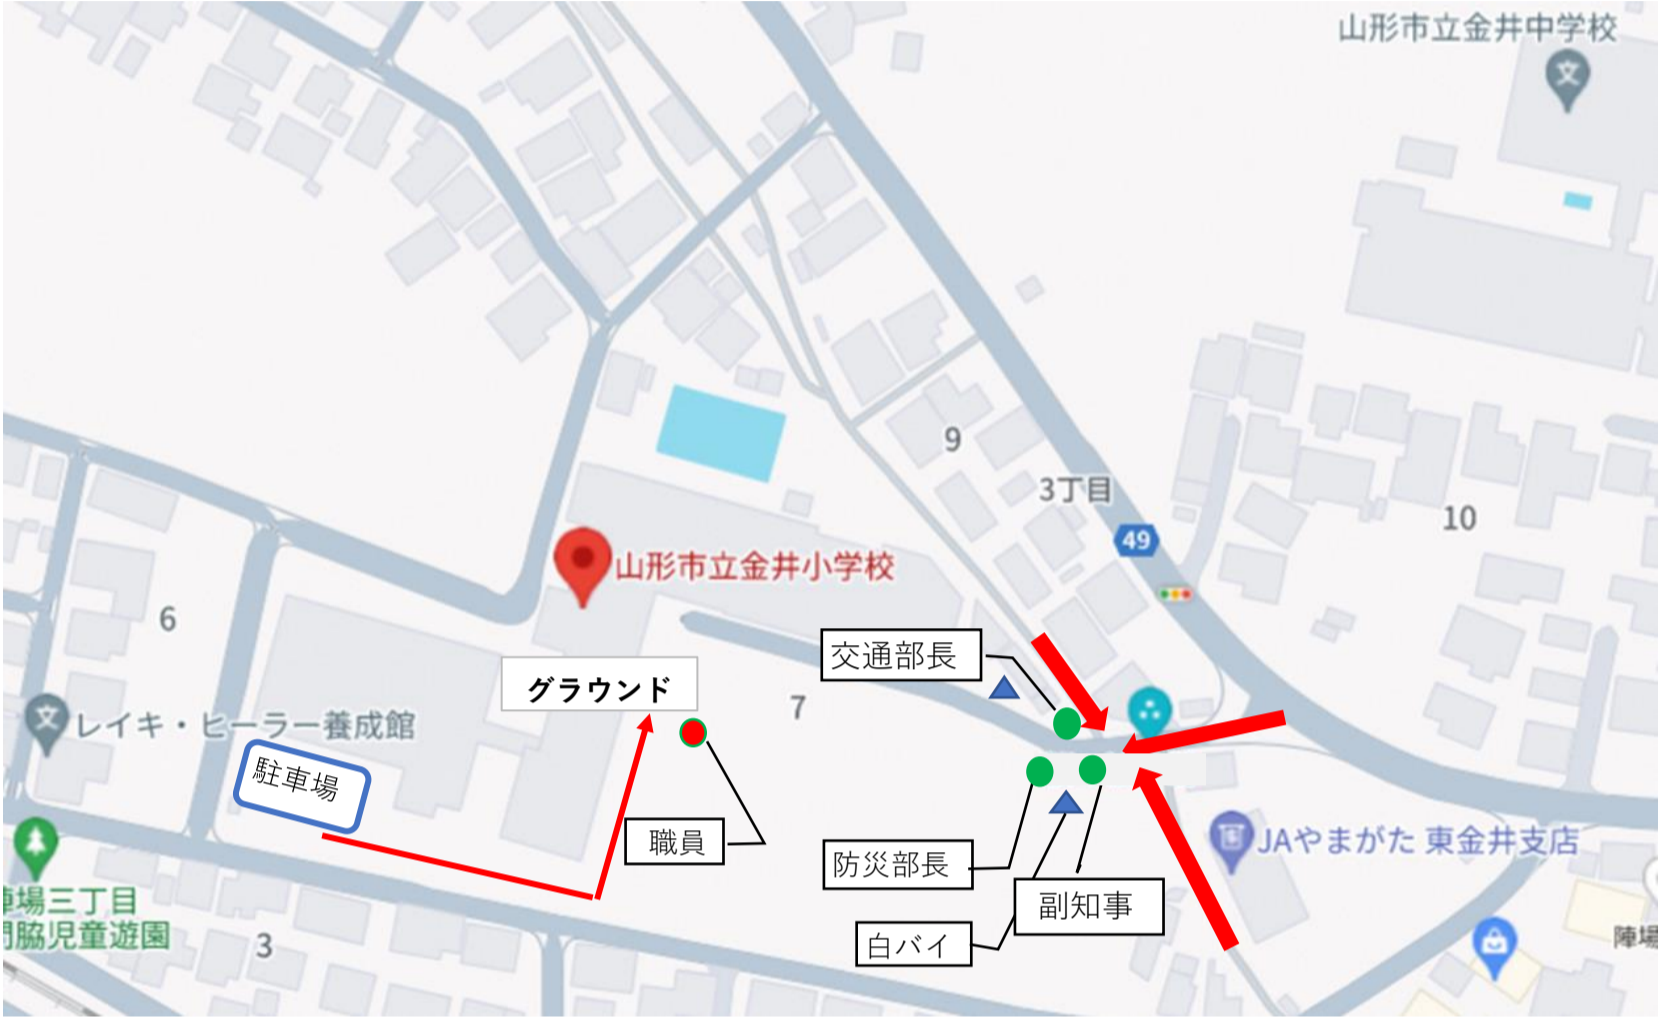 山形市立金井中学校
9
3丁目
49
10
山形市立金井小学校
6
交通部長
グラウンド
7
レイキ・ヒーラー養成館
駐車場
職員
防災部長
JAやまがた 東金井支店
副知事
白バイ
場三丁目
脇児童遊園
3
陣場